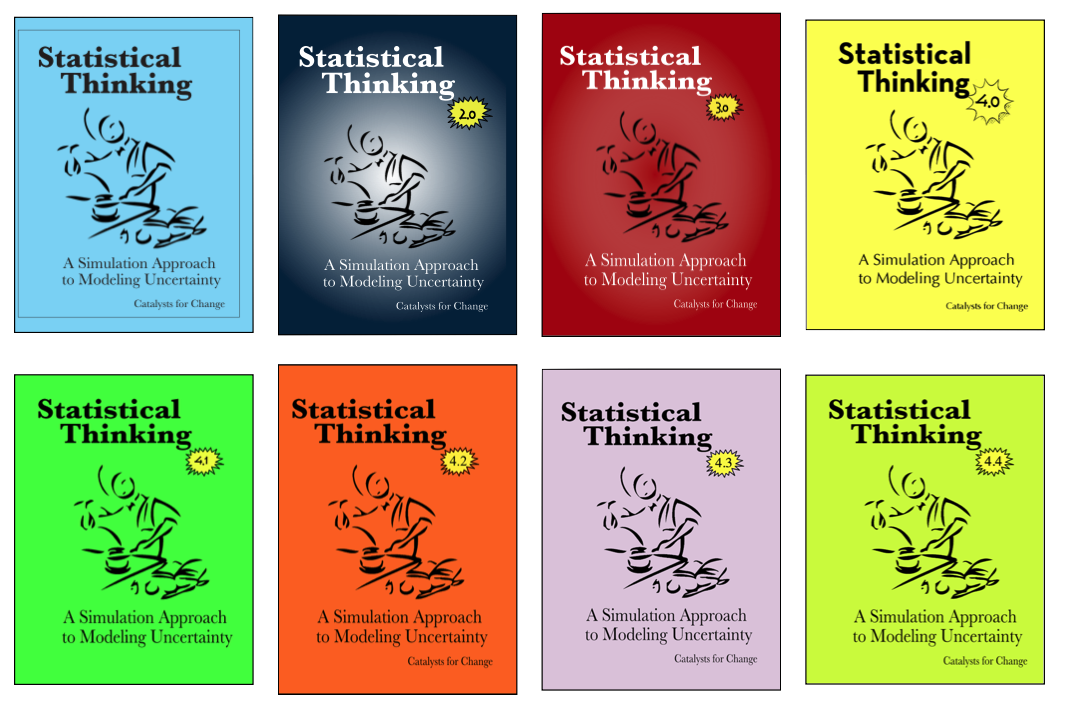 Statistical
Thinking
A Simulation Approach
to Modeling Uncertainty
Catalysts for Change
Statistical
Thinking
2.0
A Simulation Approach
to Modeling Uncertainty
Catalysts for Change
Statistical
Thinking
3.0
A Simulation Approach
to Modeling Uncertainty
Catalysts for Change
Statistical
Thinking
4.0
A Simulation Approach
to Modeling Uncertainty
Catalysts for Change
Statistical
Thinking
4.1
A Simulation Approach
to Modeling Uncertainty
Statistical
Thinking
4.2
A Simulation Approach
to Modeling Uncertainty
Catalysts for Change
Statistical
Thinking
4.3
A Simulation Approach
to Modeling Uncertainty
Catalysts for Change
Statistical
Thinking
4.4
A Simulation Approach
to Modeling Uncertainty
Catalysts for Change